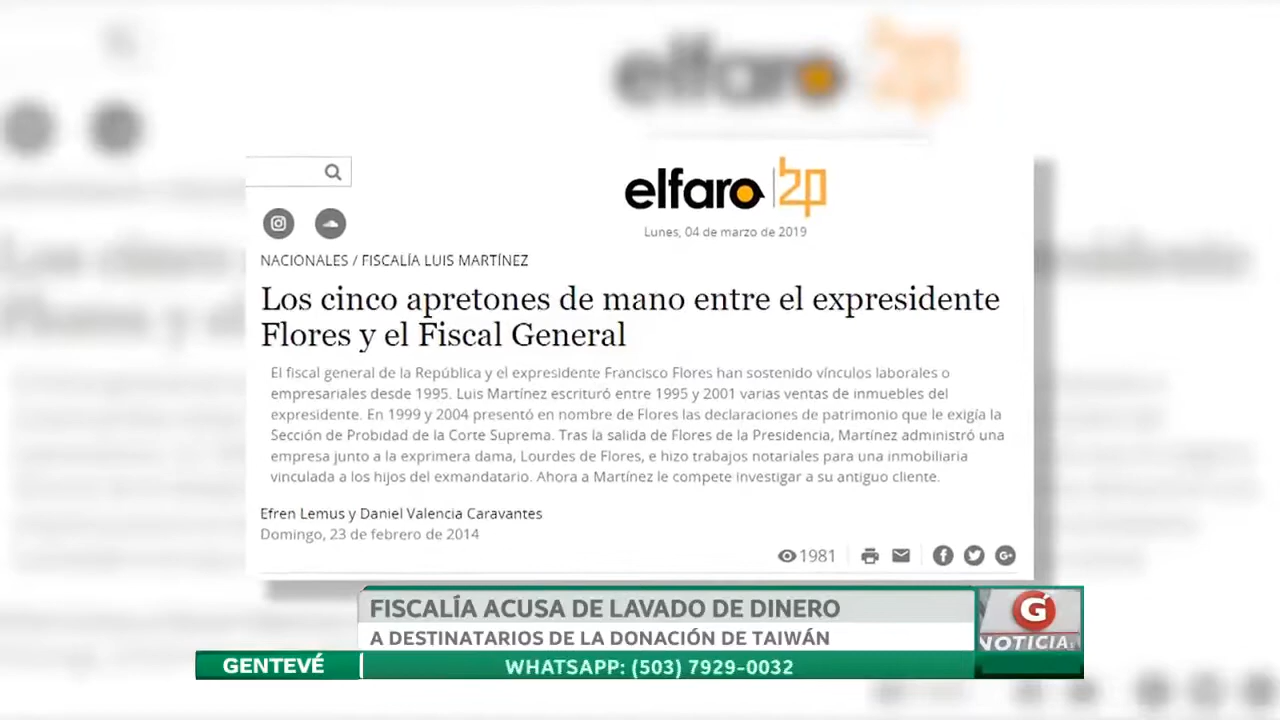 elfaro 20
elfaro 20
Lunes, 04 de marzo de 2019
NACIONALES / FISCALÍA LUIS MARTÍNEZ
Los cinco apretones de mano entre el expresidente
Flores y el Fiscal General
El fiscal general de la República y el expresidente Francisco Flores han sostenido vínculos laborales o
empresariales desde 1995. Luis Martínez escrituró entre 1995 y 2001 varias ventas de inmuebles del
expresidente. En 1999 y 2004 presentó en nombre de Flores las declaraciones de patrimonio que le exigía la
Sección de Probidad de la Corte Suprema. Tras la salida de Flores de la Presidencia, Martínez administró una
empresa junto a la exprimera dama, Lourdes de Flores, e hizo trabajos notariales para una inmobiliaria
vinculada a los hijos del exmandatario. Ahora a Martínez le compete investigar a su antiguo cliente.
Efren Lemus y Daniel Valencia Caravantes
Domingo, 23 de febrero de 2014
1981
FISCALÍA ACUSA DE LAVADO DE DINERO
A DESTINATARIOS DE LA DONACIÓN DE TAIWÁN
G NOTICIA
GENTEVÉ
WHATSAPP: (503) 7929-0032